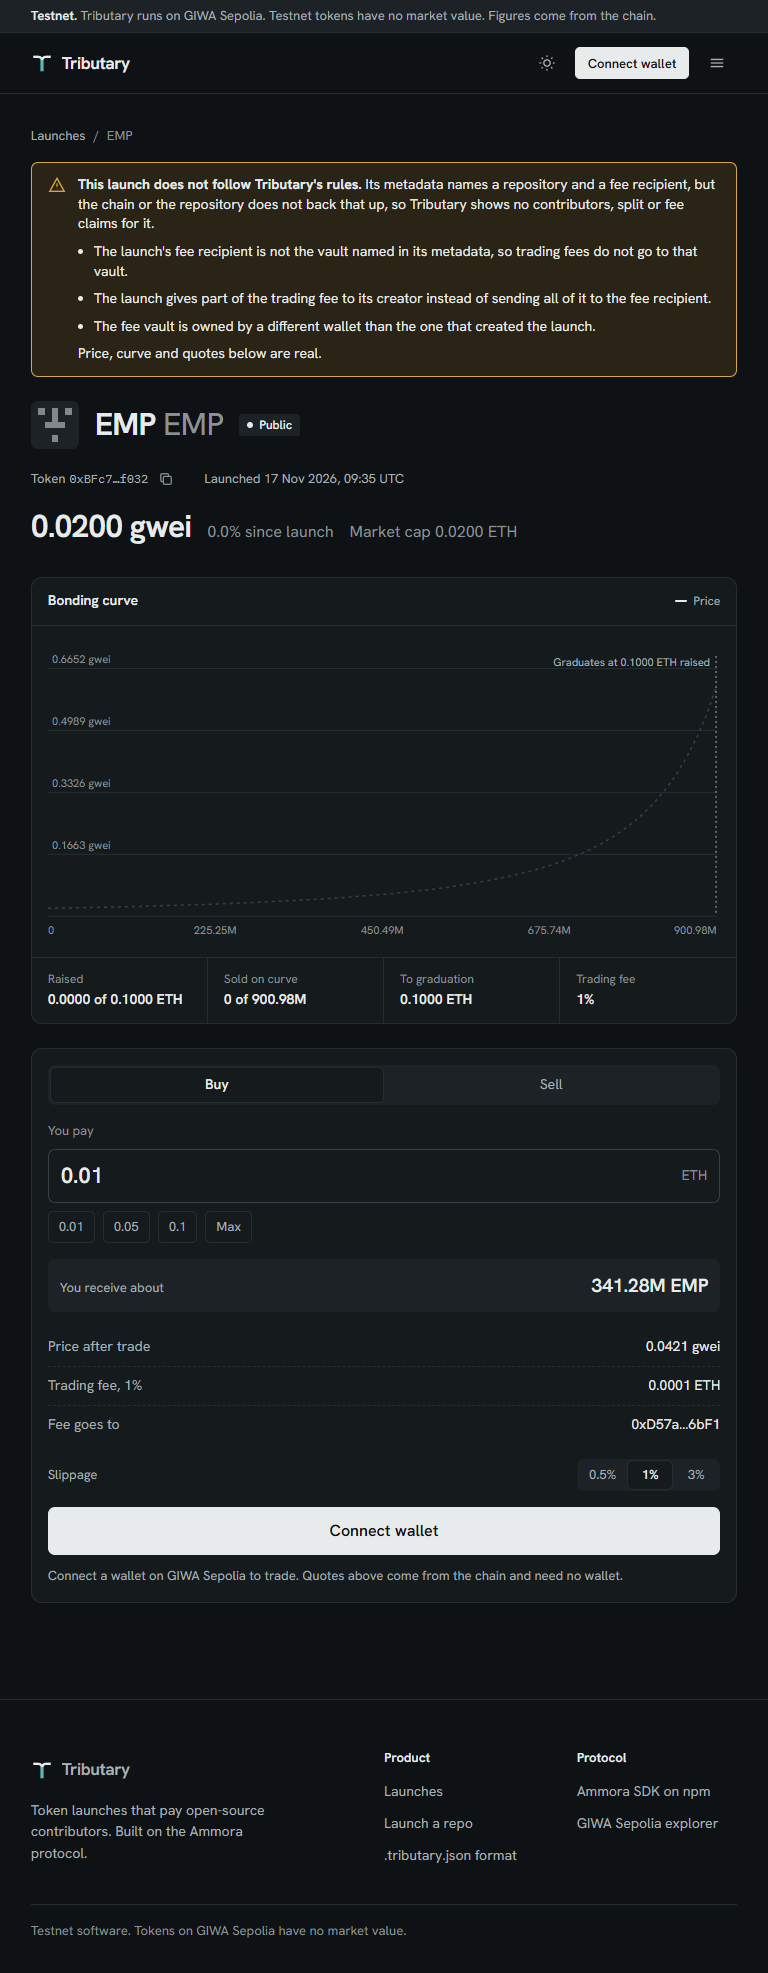 Testnet. Tributary runs on GIWA Sepolia. Testnet tokens have no market value. Figures come from the chain.
Tributary
Connect wallet
Launches / EMP
This launch does not follow Tributary's rules. Its metadata names a repository and a fee recipient, but
the chain or the repository does not back that up, so Tributary shows no contributors, split or fee
claims for it.
• The launch's fee recipient is not the vault named in its metadata, so trading fees do not go to that
vault.
• The launch gives part of the trading fee to its creator instead of sending all of it to the fee recipient.
• The fee vault is owned by a different wallet than the one that created the launch.
Price, curve and quotes below are real.
EMP EMP
Public
Token 0xBFc7…f032
Launched 17 Nov 2026, 09:35 UTC
0.0200 gwei 0.0% since launch Market cap 0.0200 ETH
Bonding curve
Price
0.6652 gwei
Graduates at 0.1000 ETH raised
0.4989 gwei
0.3326 gwei
0.1663 gwei
0 225.25M 450.49M 675.74M 900.98M
Raised
0.0000 of 0.1000 ETH
Sold on curve
0 of 900.98M
To graduation
0.1000 ETH
Trading fee
1%
Buy
Sell
You pay
0.01
ETH
0.01 0.05 0.1 Max
You receive about
341.28M EMP
Price after trade
0.0421 gwei
Trading fee, 1%
0.0001 ETH
Fee goes to
0xD57a…6bF1
Slippage
0.5% 1% 3%
Connect wallet
Connect a wallet on GIWA Sepolia to trade. Quotes above come from the chain and need no wallet.
Tributary
Token launches that pay open-source
contributors. Built on the Ammora
protocol.
Product
Launches
Launch a repo
.tributary.json format
Protocol
Ammora SDK on npm
GIWA Sepolia explorer
Testnet software. Tokens on GIWA Sepolia have no market value.